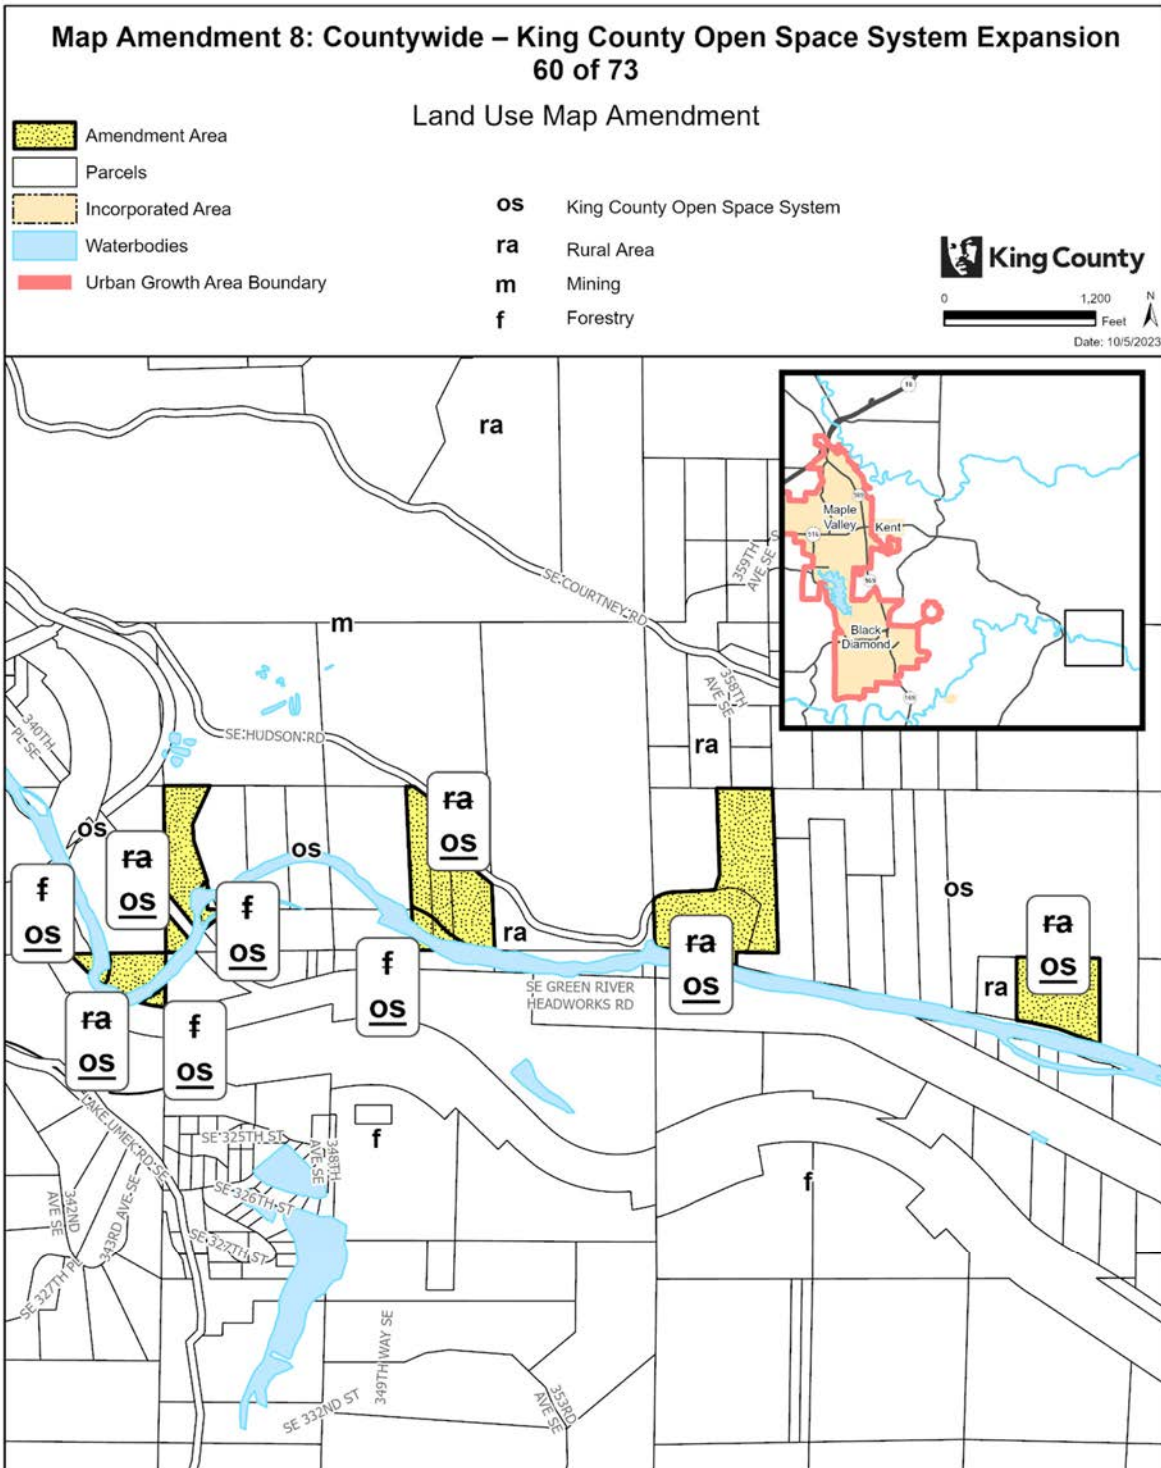 Map Amendment 8: Countywide – King County Open Space System Expansion
60 of 73
Land Use Map Amendment
Amendment Area
Parcels
Incorporated Area
Waterbodies
Urban Growth Area Boundary
os King County Open Space System
ra Rural Area
m Mining
f Forestry
King County
0 1,200
Feet
N
Date: 10/5/2023
18
169
Maple
Valley
Kent
516
169
Black
Diamond
169
ra
SE COURTNEY RD
359TH
AVE SE
S
m
358TH
AVE SE
340TH
PL SE
SE HUDSON RD
ra
os
ra
os
os
ra
os
f
os
f
os
ra
f
os
ra
os
os
ra
ra
os
SE GREEN RIVER
HEADWORKS RD
ra
os
f
os
LAKE UMEK RD SE
SE 325TH ST
348TH
AVE SE
f
f
SE 326TH ST
342ND
AVE SE
343RD AVE SE
SE 327TH ST
SE 327TH PL
349TH WAY SE
SE 332ND ST
353RD
AVE SE